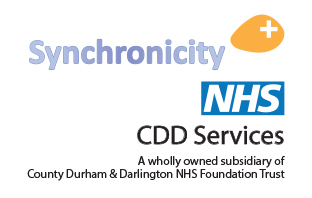 Synchronicity
NHS
CDD Services
A wholly owned subsidiary of
County Durham & Darlington NHS Foundation Trust